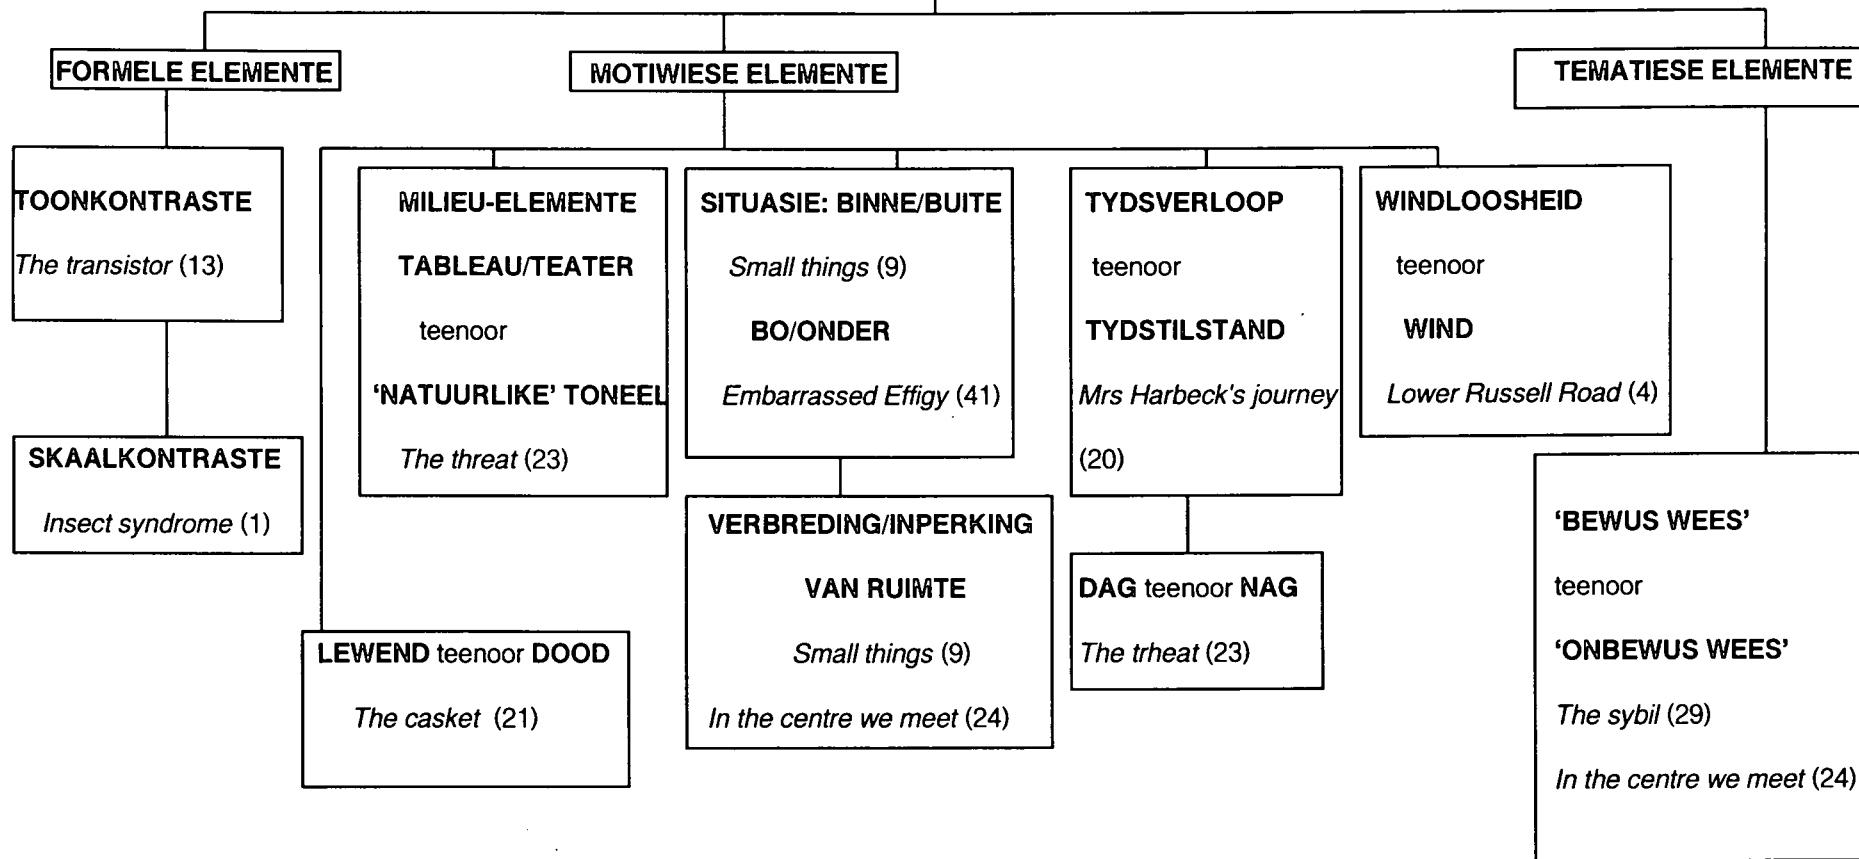 FORMELE ELEMENTE
MOTIWIESE ELEMENTE
TEMATIESE ELEMENTE
TOONKONTRASTE
The transistor (13)
SKAALKONTRASTE
Insect syndrome (1)
MILIEU-ELEMENTE
TABLEAU/TEATER
teenoor
'NATUURLIKE' TONEEL
The threat (23)
LEWEND teenoor DOOD
The casket (21)
SITUASIE: BINNE/BUITE
Small things (9)
BO/ONDER
Embarrassed Effigy (41)
VERBREDING/INPERKING
VAN RUIMTE
Small things (9)
In the centre we meet (24)
TYDSVERLOOP
teenoor
TYDSTILSTAND
Mrs Harbeck's journey
(20)
DAG teenoor NAG
The trheat (23)
WINDLOOSHEID
teenoor
WIND
Lower Russell Road (4)
'BEWUS WEES'
teenoor
'ONBEWUS WEES'
The sybil (29)
In the centre we meet (24)